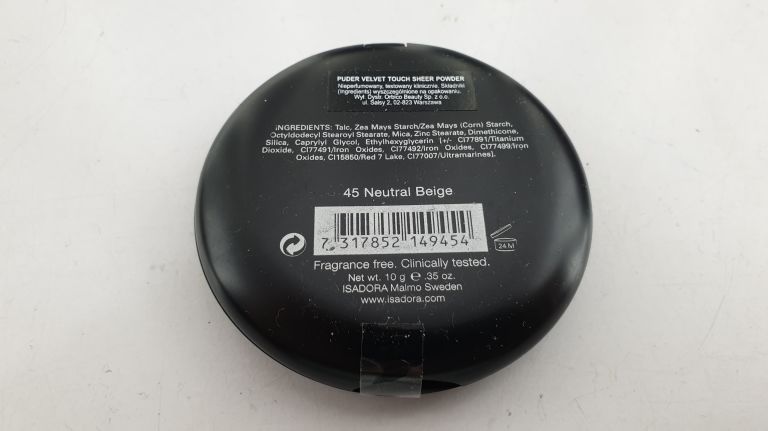 PUDER VELVET TOUCH SHEER POWDER
Nieperfumowany, testowany klinicznie. Składniki
(Ingredients) wyszczególnione na opakowaniu.
Wył. Dystr. Orbico Beauty Sp. z o.o.
ul. Salsy 2, 02-823 Warszawa
INGREDIENTS: Talc, Zea Mays Starch/Zea Mays (Corn) Starch,
Octyldodecyl Stearoyl Stearate, Mica, Zinc Stearate, Dimethicone,
Silica, Caprylyl Glycol, Ethylhexyglycerin [+/- CI77891/Titanium
Dioxide, CI77491/Iron Oxides, CI77492/Iron Oxides, CI77499/Iron
Oxides, CI15850/Red 7 Lake, CI77007/Ultramarines].
45 Neutral Beige
7 317852 149454
24 M
Fragrance free. Clinically tested.
Net wt. 10 g ℮ .35 oz.
ISADORA Malmo Sweden
www.isadora.com